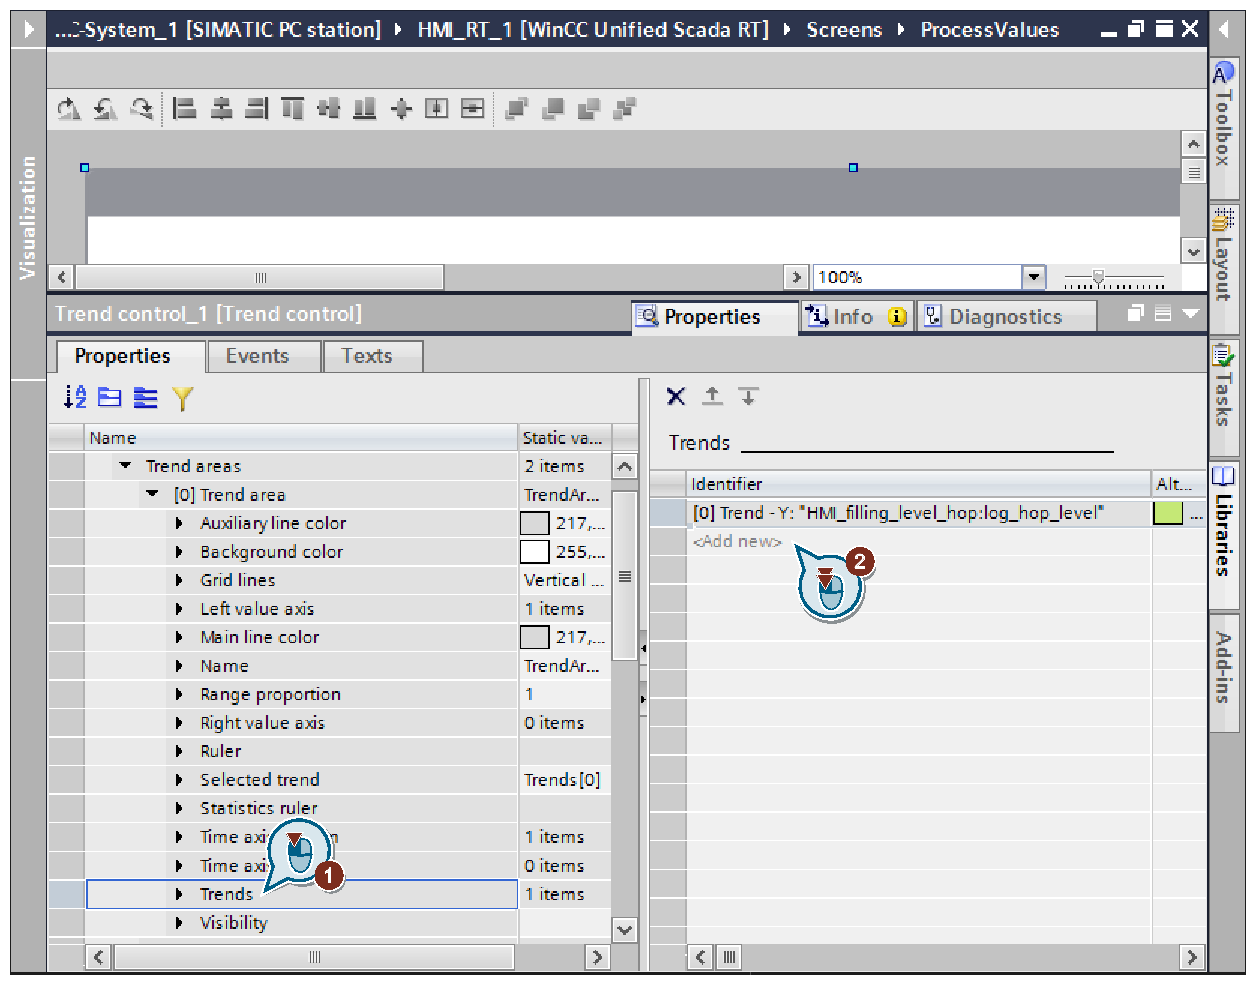 ...C-System_1 [SIMATIC PC station] HMI_RT_1 [WinCC Unified Scada RT] Screens ProcessValues
Visualization
100%
Trend control_1 [Trend control]
Properties
Info
Diagnostics
Properties Events Texts
Name Static va...
Trend areas 2 items
[0] Trend area TrendAr...
Auxiliary line color 217,...
Background color 255,...
Grid lines Vertical ...
Left value axis 1 items
Main line color 217,...
Name TrendAr...
Range proportion 1
Right value axis 0 items
Ruler
Selected trend Trends[0]
Statistics ruler
Time axi 1 items
Time axi 0 items
Trends 1 items
Visibility
1
Trends
Identifier Alt...
[0] Trend - Y: "HMI_filling_level_hop:log_hop_level" ...
<Add new>
2
Toolbox
Layout
Tasks
Libraries
Add-ins